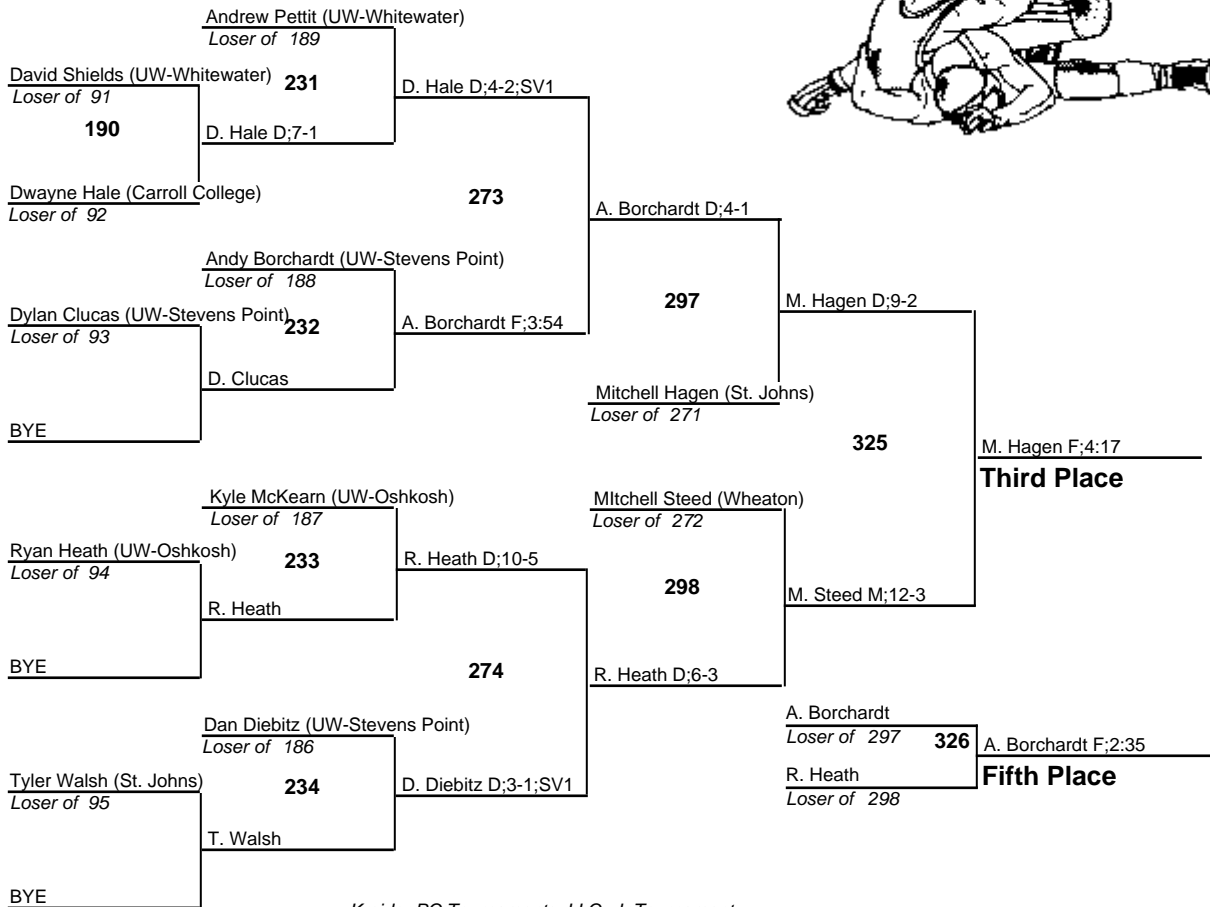 Andrew Pettit (UW-Whitewater)
Loser of 189
David Shields (UW-Whitewater)
231
D. Hale D;4-2;SV1
Loser of 91
190
D. Hale D;7-1
Dwayne Hale (Carroll College)
273
Loser of 92
A. Borchardt D;4-1
Andy Borchardt (UW-Stevens Point)
Loser of 188
297
M. Hagen D;9-2
Dylan Clucas (UW-Stevens Point)
232
A. Borchardt F;3:54
Loser of 93
D. Clucas
Mitchell Hagen (St. Johns)
Loser of 271
BYE
325
M. Hagen F;4:17
Third Place
Kyle McKearn (UW-Oshkosh)
MItchell Steed (Wheaton)
Loser of 187
Loser of 272
Ryan Heath (UW-Oshkosh)
233
R. Heath D;10-5
Loser of 94
298
M. Steed M;12-3
R. Heath
BYE
274
R. Heath D;6-3
A. Borchardt
Dan Diebitz (UW-Stevens Point)
Loser of 297
326
A. Borchardt F;2:35
Loser of 186
Tyler Walsh (St. Johns)
234
D. Diebitz D;3-1;SV1
R. Heath
Fifth Place
Loser of 95
Loser of 298
T. Walsh
BYE